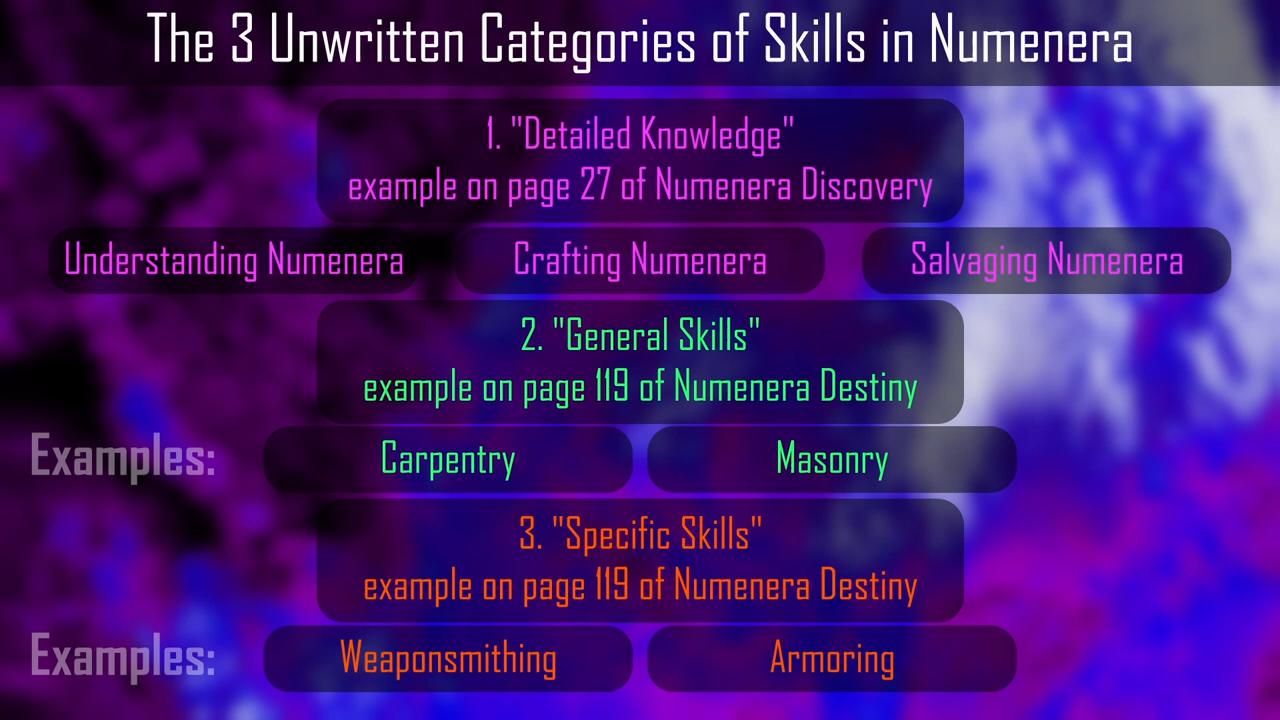 The 3 Unwritten Categories of Skills in Numenera
1. "Detailed Knowledge"
example on page 27 of Numenera Discovery
Understanding Numenera
Crafting Numenera
Salvaging Numenera
2. "General Skills"
example on page 119 of Numenera Destiny
Examples:
Carpentry
Masonry
3. "Specific Skills"
example on page 119 of Numenera Destiny
Examples:
Weaponsmithing
Armoring